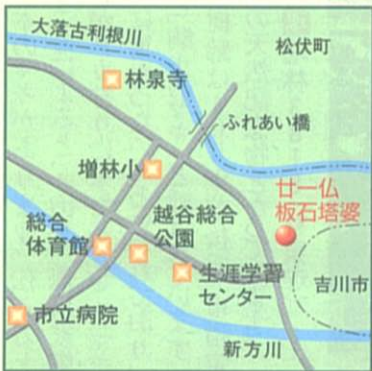 大落古利根川
松伏町
林泉寺
ふれあい橋
増林小
廿一仏
板石塔婆
越谷総合
公園
総合
体育館
生涯学習
センター
吉川市
市立病院
新方川